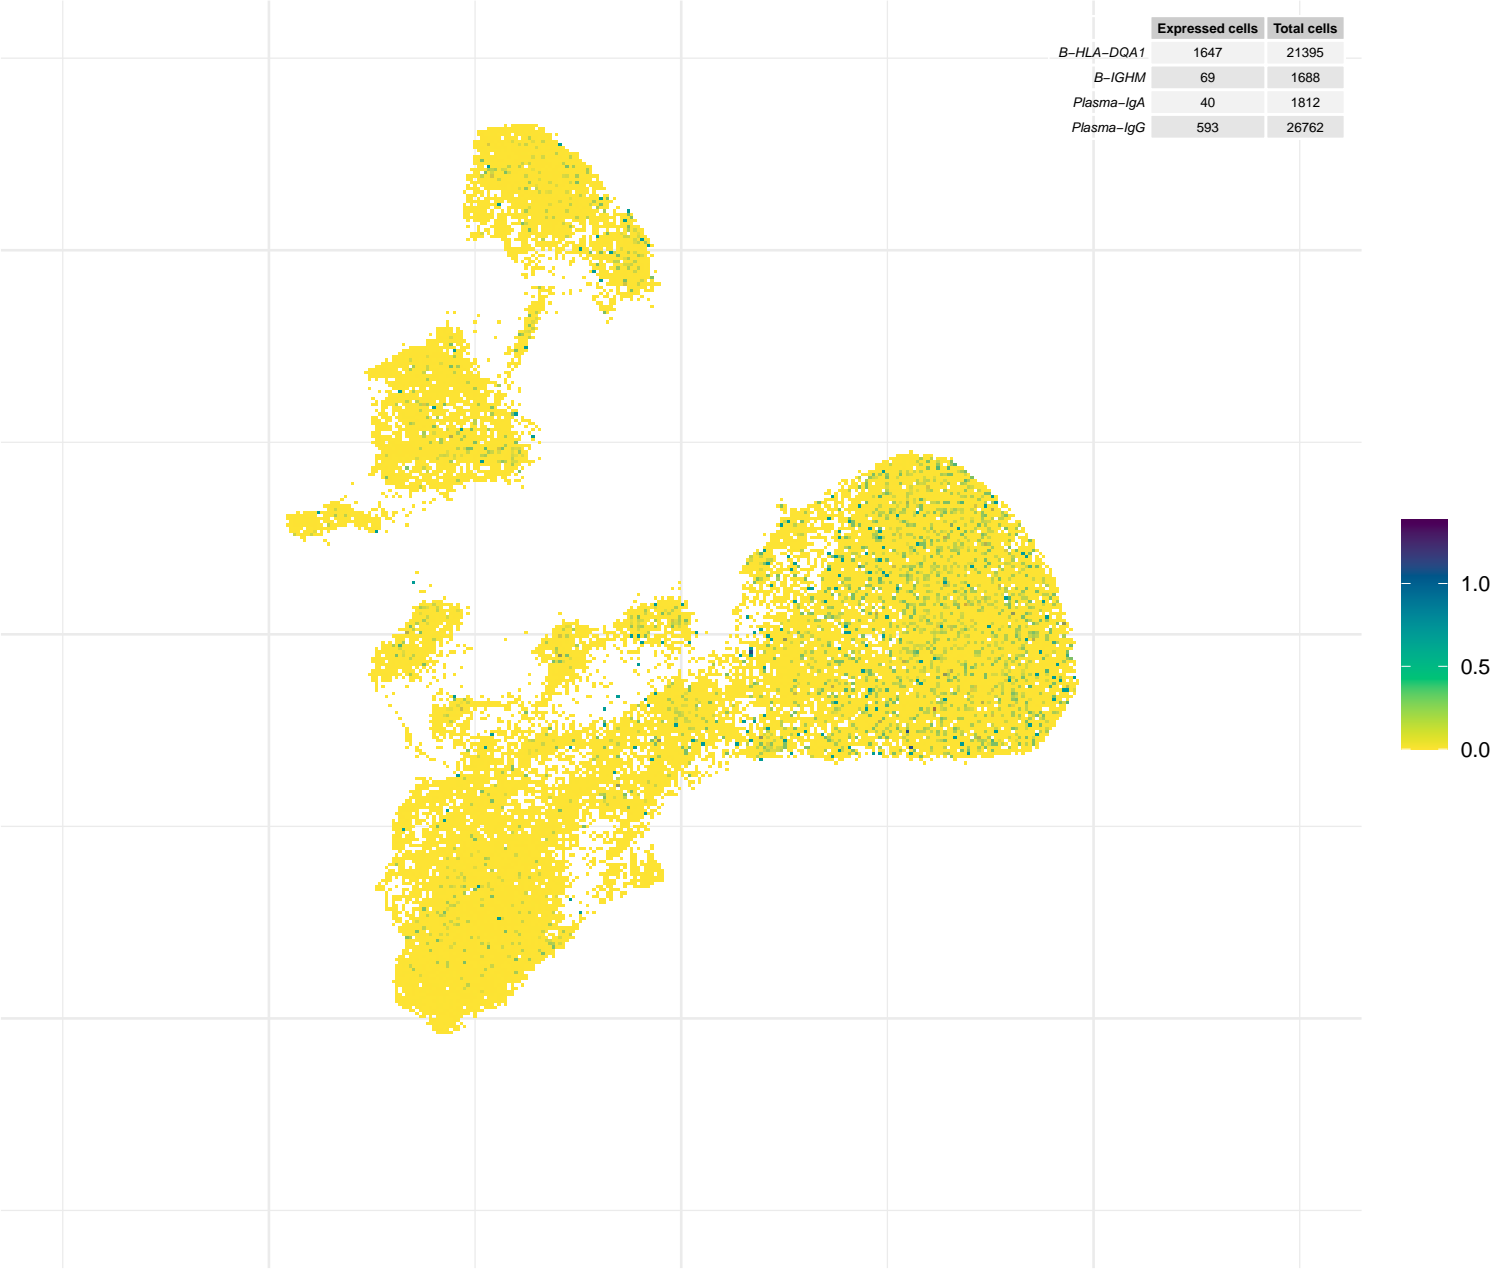 Expressed cells Total cells
B−HLA−DQA1 1647 21395
B−IGHM 69 1688
Plasma−IgA 40 1812
Plasma−IgG 593 26762
1.0
0.5
0.0